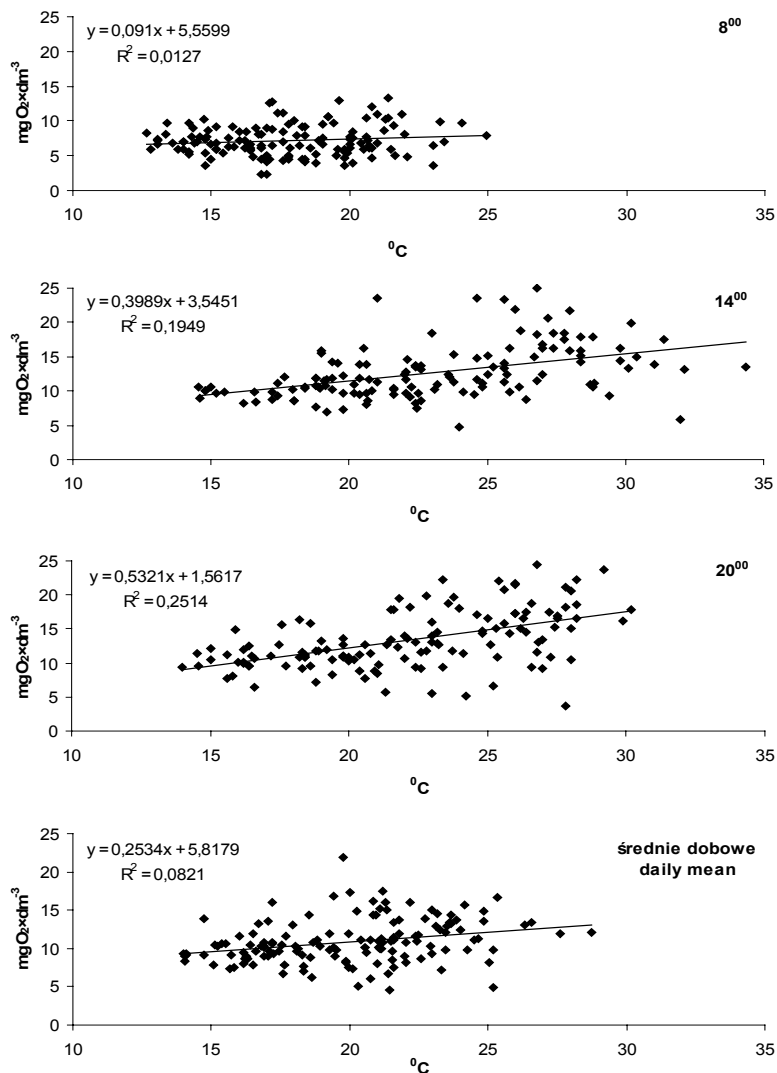 y = 0,091x + 5,5599
R² = 0,0127
8⁰⁰
mgO₂×dm⁻³
25
20
15
10
5
0
10 15 20 25 30 35
⁰C
y = 0,3989x + 3,5451
R² = 0,1949
14⁰⁰
mgO₂×dm⁻³
25
20
15
10
5
0
10 15 20 25 30 35
⁰C
y = 0,5321x + 1,5617
R² = 0,2514
20⁰⁰
mgO₂×dm⁻³
25
20
15
10
5
0
10 15 20 25 30 35
⁰C
y = 0,2534x + 5,8179
R² = 0,0821
średnie dobowe
daily mean
mgO₂×dm⁻³
25
20
15
10
5
0
10 15 20 25 30 35
⁰C